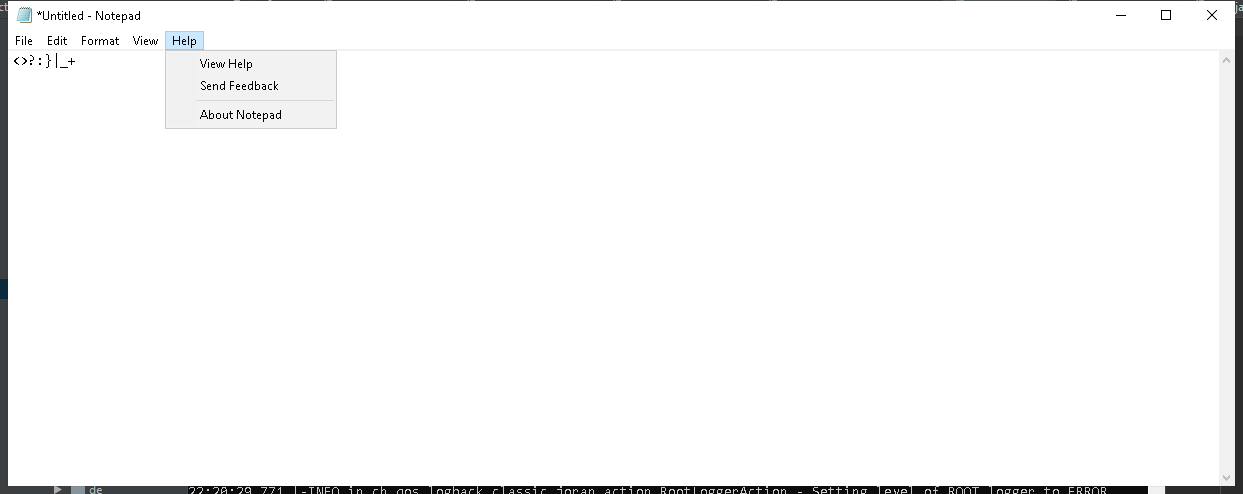 *Untitled - Notepad
File Edit Format View Help
<>?:}|_+
View Help
Send Feedback
About Notepad
de
22:20:29,771 |-INFO in ch.qos.logback.classic.joran.action.RootLoggerAction - Setting level of ROOT logger to ERROR